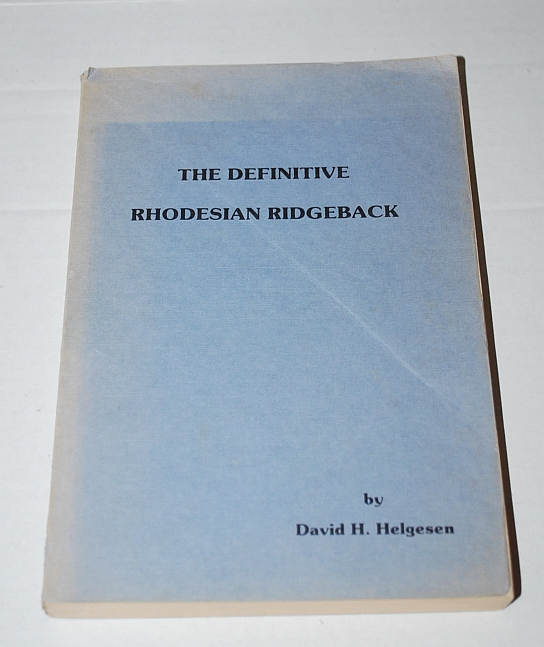 THE DEFINITIVE
RHODESIAN RIDGEBACK
by
David H. Helgesen